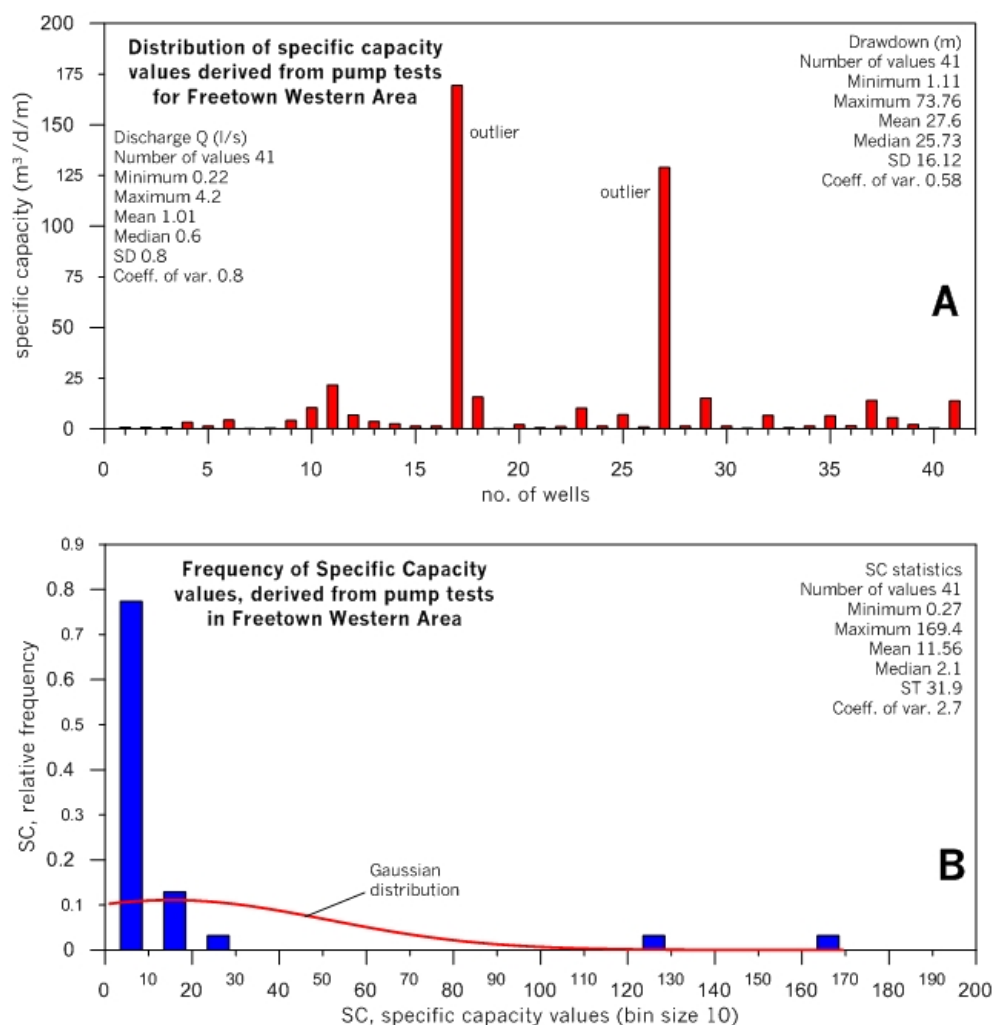 Distribution of specific capacity
values derived from pump tests
for Freetown Western Area
Discharge Q (l/s)
Number of values 41
Minimum 0.22
Maximum 4.2
Mean 1.01
Median 0.6
SD 0.8
Coeff. of var. 0.8
Drawdown (m)
Number of values 41
Minimum 1.11
Maximum 73.76
Mean 27.6
Median 25.73
SD 16.12
Coeff. of var. 0.58
outlier
outlier
A
specific capacity (m³/d/m)
200
175
150
125
100
75
50
25
0
0 5 10 15 20 25 30 35 40
no. of wells
Frequency of Specific Capacity
values, derived from pump tests
in Freetown Western Area
SC statistics
Number of values 41
Minimum 0.27
Maximum 169.4
Mean 11.56
Median 2.1
ST 31.9
Coeff. of var. 2.7
Gaussian
distribution
B
SC, relative frequency
0.9
0.8
0.7
0.6
0.5
0.4
0.3
0.2
0.1
0
0 10 20 30 40 50 60 70 80 90 100 110 120 130 140 150 160 170 180 190 200
SC, specific capacity values (bin size 10)